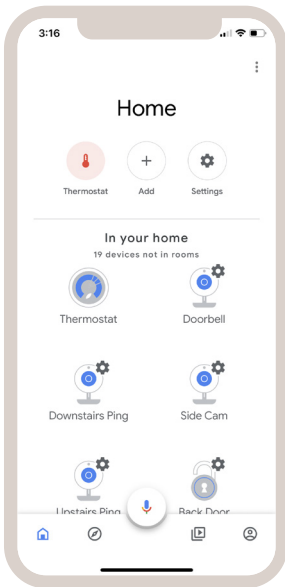 3:16
Home
Thermostat Add Settings
In your home
19 devices not in rooms
Thermostat Doorbell
Downstairs Ping Side Cam
Upstairs Ping Back Door